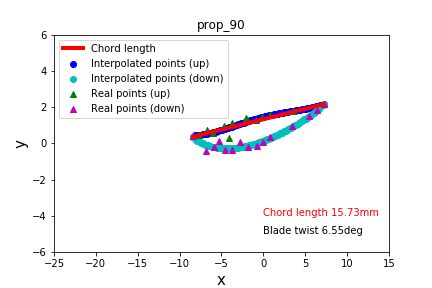 prop_90
Chord length
Interpolated points (up)
Interpolated points (down)
Real points (up)
Real points (down)
6
4
2
0
−2
−4
−6
y
Chord length 15.73mm
Blade twist 6.55deg
−25
−20
−15
−10
−5
0
5
10
15
x